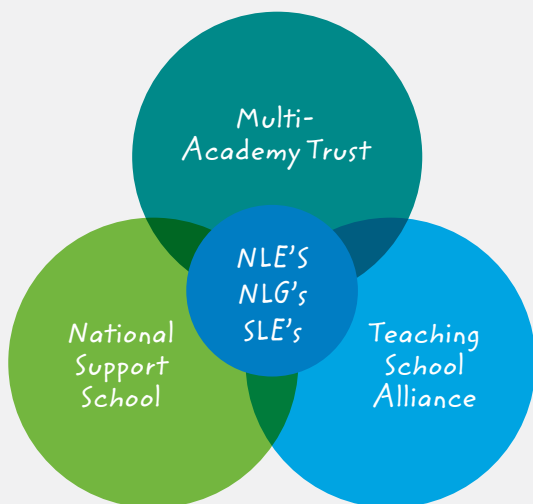 Multi-
Academy Trust
NLE'S
NLG's
SLE's
National
Support
School
Teaching
School
Alliance